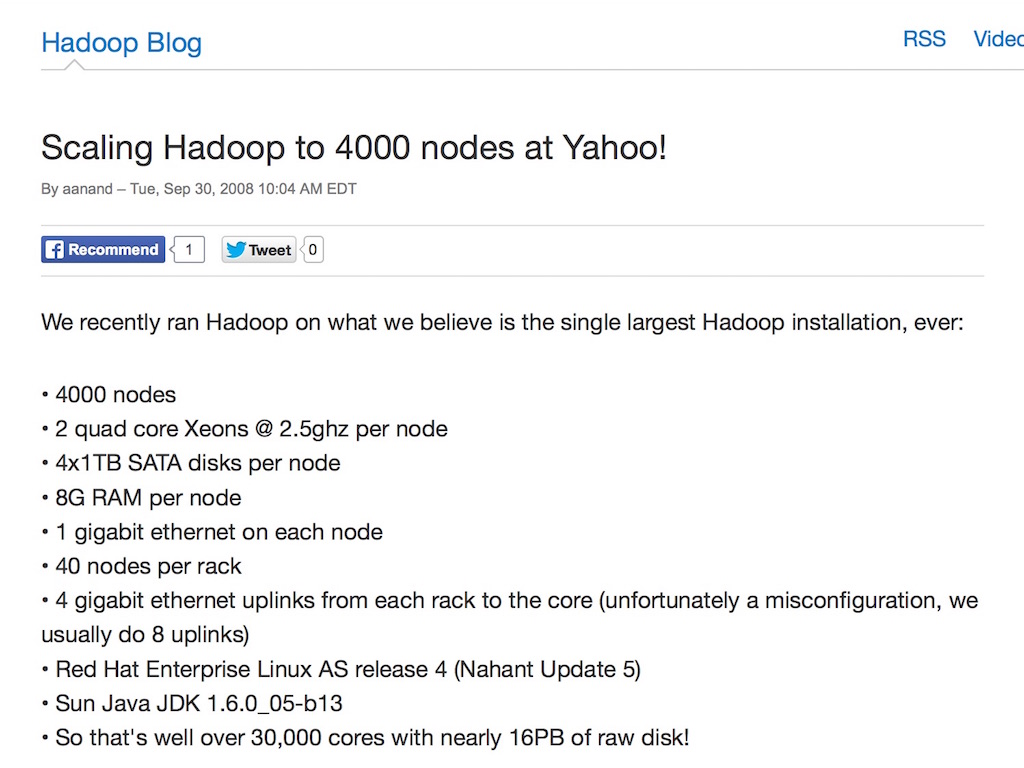 Hadoop Blog
RSS Video
Scaling Hadoop to 4000 nodes at Yahoo!
By aanand – Tue, Sep 30, 2008 10:04 AM EDT
Recommend 1 Tweet 0
We recently ran Hadoop on what we believe is the single largest Hadoop installation, ever:
• 4000 nodes
• 2 quad core Xeons @ 2.5ghz per node
• 4x1TB SATA disks per node
• 8G RAM per node
• 1 gigabit ethernet on each node
• 40 nodes per rack
• 4 gigabit ethernet uplinks from each rack to the core (unfortunately a misconfiguration, we
usually do 8 uplinks)
• Red Hat Enterprise Linux AS release 4 (Nahant Update 5)
• Sun Java JDK 1.6.0_05-b13
• So that's well over 30,000 cores with nearly 16PB of raw disk!